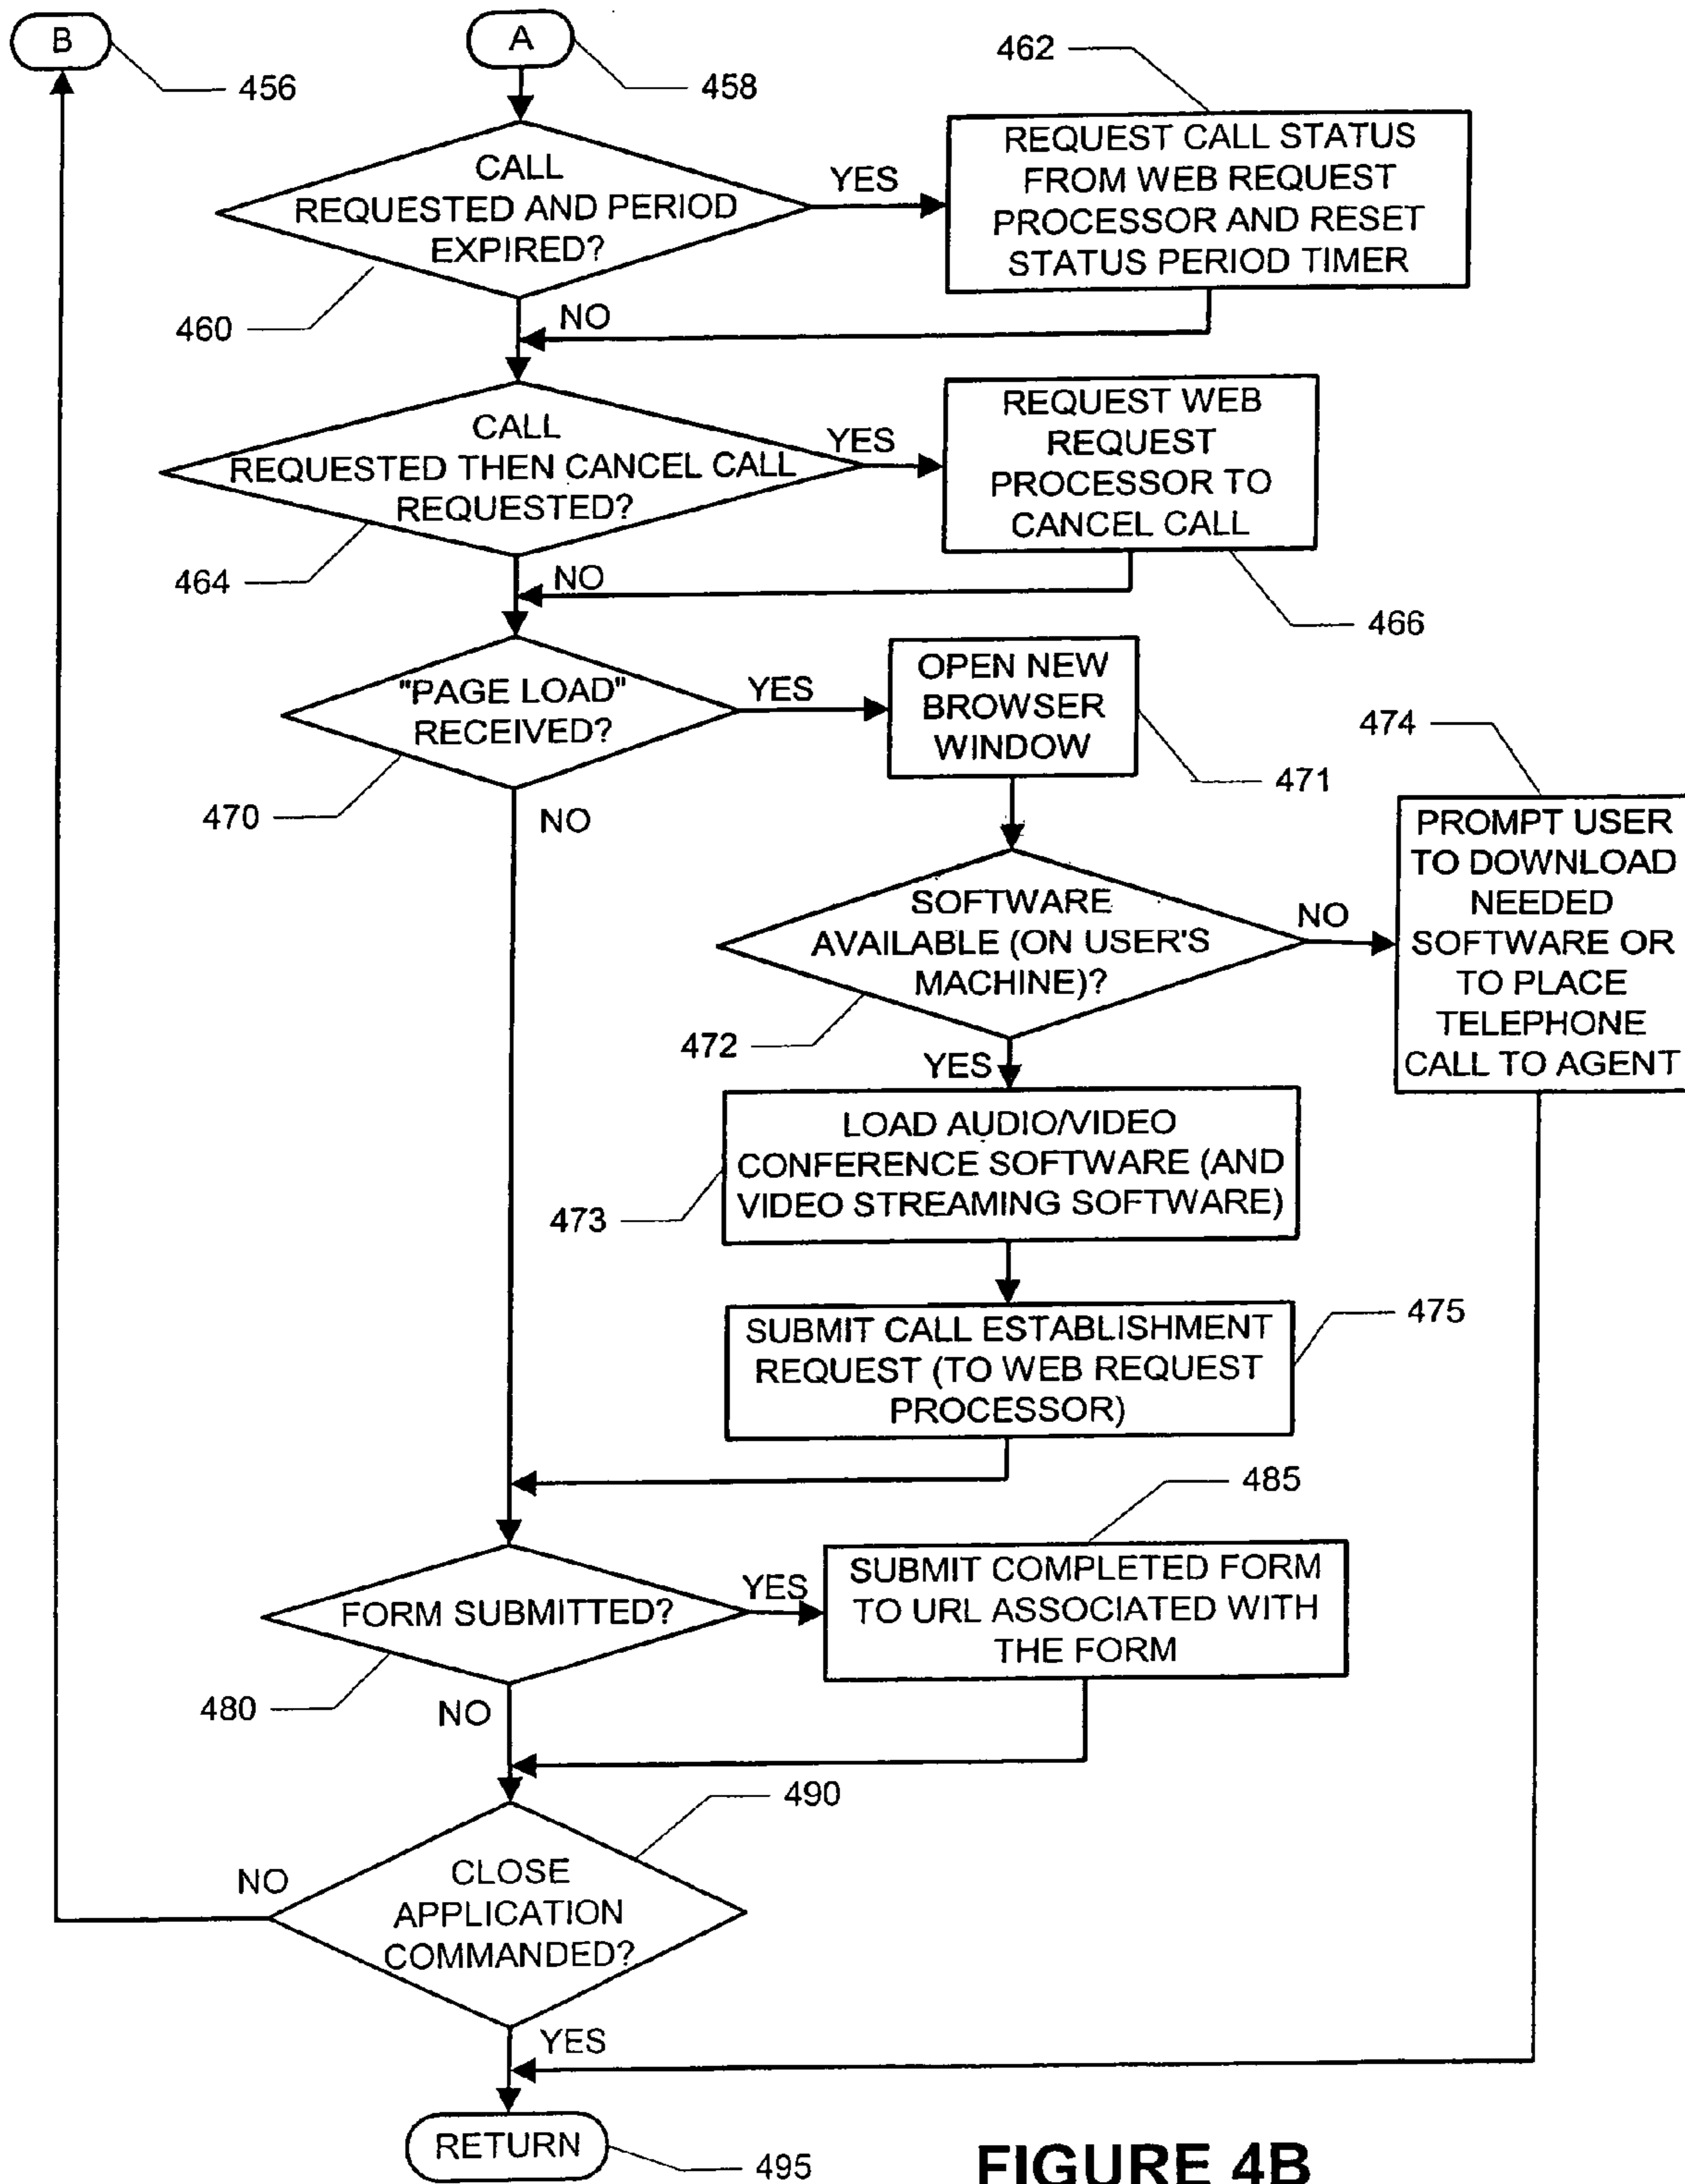 B
456
A
458
462
CALL
REQUESTED AND PERIOD
EXPIRED?
YES
REQUEST CALL STATUS
FROM WEB REQUEST
PROCESSOR AND RESET
STATUS PERIOD TIMER
460
NO
CALL
REQUESTED THEN CANCEL CALL
REQUESTED?
YES
REQUEST WEB
REQUEST
PROCESSOR TO
CANCEL CALL
464
NO
466
"PAGE LOAD"
RECEIVED?
YES
OPEN NEW
BROWSER
WINDOW
471
470
NO
474
SOFTWARE
AVAILABLE (ON USER'S
MACHINE)?
NO
PROMPT USER
TO DOWNLOAD
NEEDED
SOFTWARE OR
TO PLACE
TELEPHONE
CALL TO AGENT
472
YES
LOAD AUDIO/VIDEO
CONFERENCE SOFTWARE (AND
VIDEO STREAMING SOFTWARE)
473
SUBMIT CALL ESTABLISHMENT
REQUEST (TO WEB REQUEST
PROCESSOR)
475
485
FORM SUBMITTED?
YES
SUBMIT COMPLETED FORM
TO URL ASSOCIATED WITH
THE FORM
480
NO
490
CLOSE
APPLICATION
COMMANDED?
NO
YES
RETURN
495
FIGURE 4B